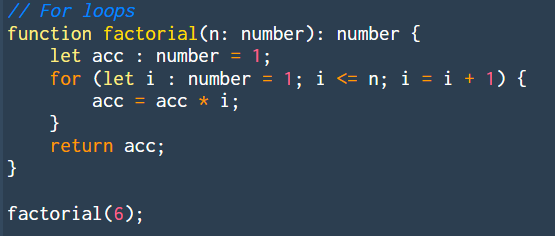 // For loops
function factorial(n: number): number {
    let acc : number = 1;
    for (let i : number = 1; i <= n; i = i + 1) {
        acc = acc * i;
    }
    return acc;
}

factorial(6);